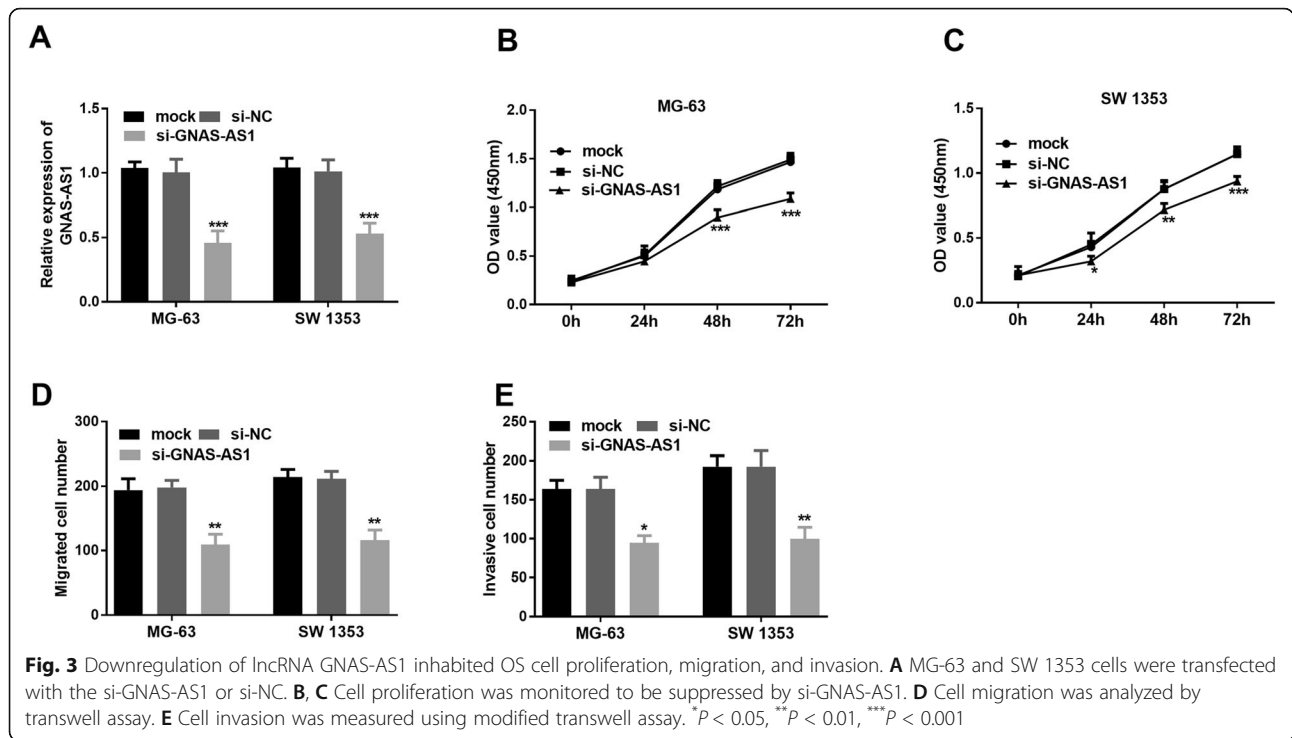 A
mock si-NC
si-GNAS-AS1
Relative expression of
GNAS-AS1
1.5
1.0
0.5
0.0
***
***
MG-63 SW 1353
B
MG-63
mock
si-NC
si-GNAS-AS1
OD value (450nm)
2.0
1.5
1.0
0.5
0.0
***
***
0h 24h 48h 72h
C
SW 1353
mock
si-NC
si-GNAS-AS1
OD value (450nm)
1.5
1.0
0.5
0.0
*
**
***
0h 24h 48h 72h
D
mock si-NC
si-GNAS-AS1
Migrated cell number
300
200
100
0
**
**
MG-63 SW 1353
E
mock si-NC
si-GNAS-AS1
Invasive cell number
250
200
150
100
50
0
*
**
MG-63 SW 1353
Fig. 3 Downregulation of lncRNA GNAS-AS1 inhabited OS cell proliferation, migration, and invasion. A MG-63 and SW 1353 cells were transfected
with the si-GNAS-AS1 or si-NC. B, C Cell proliferation was monitored to be suppressed by si-GNAS-AS1. D Cell migration was analyzed by
transwell assay. E Cell invasion was measured using modified transwell assay. *P < 0.05, **P < 0.01, ***P < 0.001